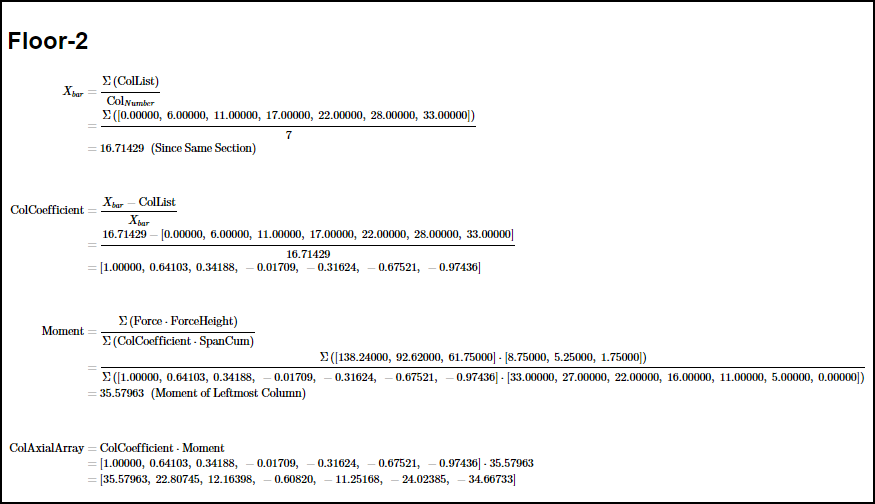 Floor-2
X_bar = Σ (ColList) / Col_Number
= Σ ([0.00000, 6.00000, 11.00000, 17.00000, 22.00000, 28.00000, 33.00000]) / 7
= 16.71429 (Since Same Section)
ColCoefficient = X_bar − ColList / X_bar
= 16.71429 − [0.00000, 6.00000, 11.00000, 17.00000, 22.00000, 28.00000, 33.00000] / 16.71429
= [1.00000, 0.64103, 0.34188, − 0.01709, − 0.31624, − 0.67521, − 0.97436]
Moment = Σ (Force · ForceHeight) / Σ (ColCoefficient · SpanCum)
= Σ ([138.24000, 92.62000, 61.75000] · [8.75000, 5.25000, 1.75000]) / Σ ([1.00000, 0.64103, 0.34188, − 0.01709, − 0.31624, − 0.67521, − 0.97436] · [33.00000, 27.00000, 22.00000, 16.00000, 11.00000, 5.00000, 0.00000])
= 35.57963 (Moment of Leftmost Column)
ColAxialArray = ColCoefficient · Moment
= [1.00000, 0.64103, 0.34188, − 0.01709, − 0.31624, − 0.67521, − 0.97436] · 35.57963
= [35.57963, 22.80745, 12.16398, − 0.60820, − 11.25168, − 24.02385, − 34.66733]